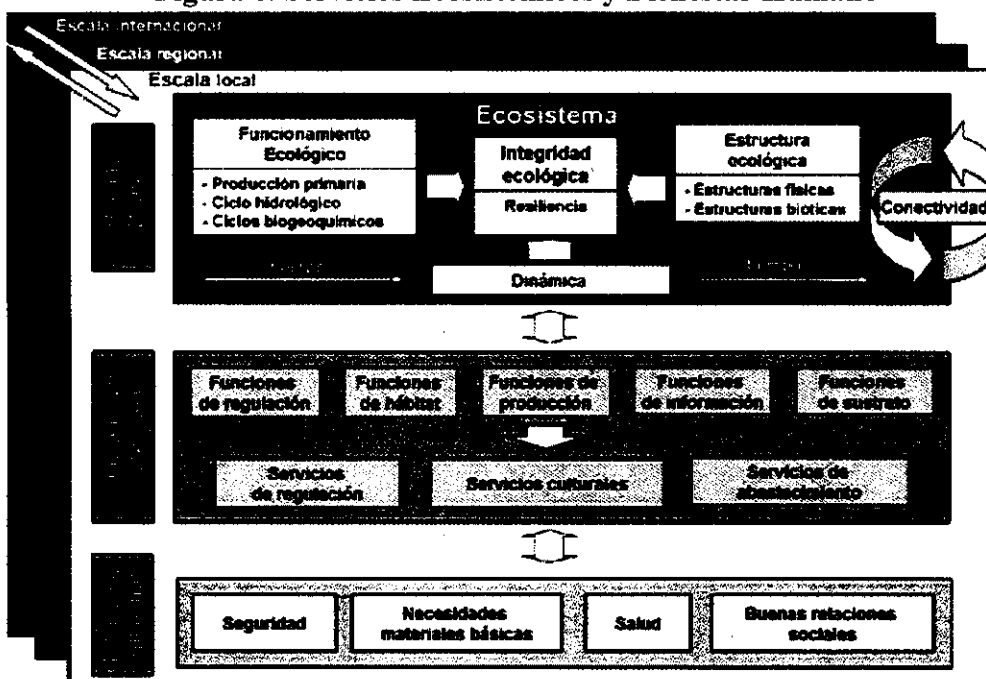 Escala internacional
Escala regional
Escala local
Ecosistema
Funcionamiento
Ecológico
- Producción primaria
- Ciclo hidrológico
- Ciclos biogeoquímicos
Integridad
ecológica
Resiliencia
Estructura
ecológica
- Estructuras físicas
- Estructuras bióticas
Conectividad
Dinámica
Funciones
de regulación
Funciones
de hábitat
Funciones de
producción
Funciones
de información
Funciones
de sustrato
Servicios
de regulación
Servicios culturales
Servicios de
abastecimiento
Seguridad
Necesidades
materiales básicas
Salud
Buenas relaciones
sociales